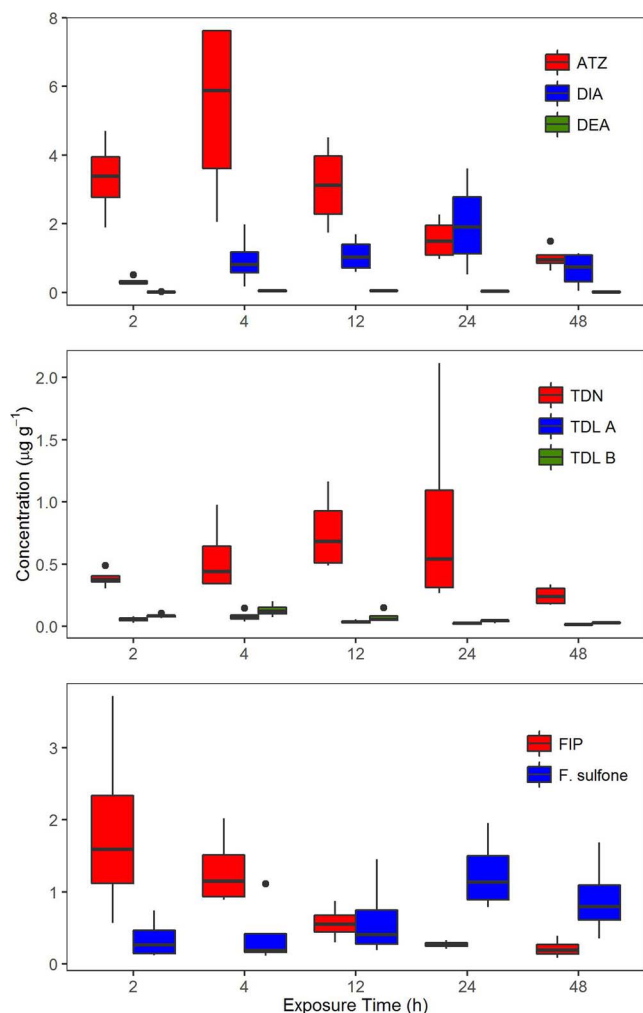 8
6
4
2
0
ATZ
DIA
DEA
2 4 12 24 48
Concentration (μg g⁻¹)
2.0
1.5
1.0
0.5
0.0
TDN
TDL A
TDL B
2 4 12 24 48
3
2
1
0
FIP
F. sulfone
2 4 12 24 48
Exposure Time (h)